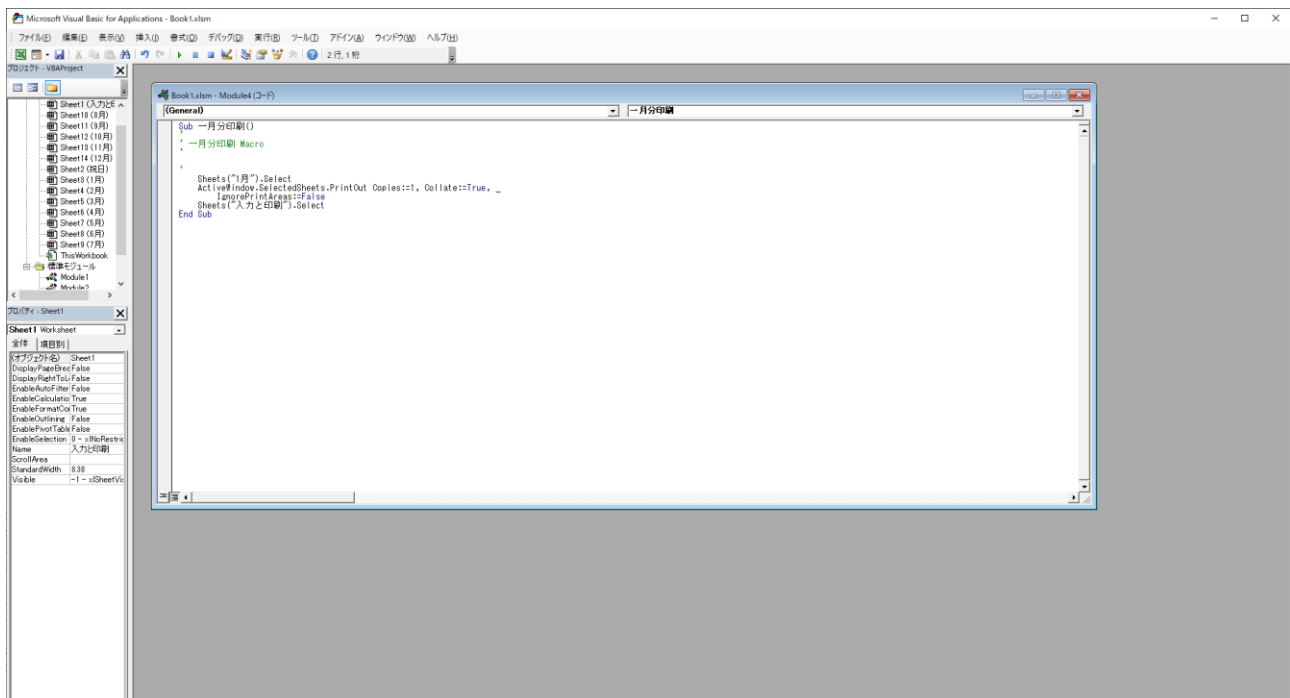 Microsoft Visual Basic for Applications - Book1.xlsm
ファイル(F) 編集(E) 表示(V) 挿入(I) 書式(O) デバッグ(D) 実行(R) ツール(T) アドイン(A) ウィンドウ(W) ヘルプ(H)
2行, 1桁
プロジェクト - VBAProject
Sheet1 (入力とE
Sheet10 (8月)
Sheet11 (9月)
Sheet12 (10月)
Sheet13 (11月)
Sheet14 (12月)
Sheet2 (祝日)
Sheet3 (1月)
Sheet4 (2月)
Sheet5 (3月)
Sheet6 (4月)
Sheet7 (5月)
Sheet8 (6月)
Sheet9 (7月)
ThisWorkbook
標準モジュール
Module1
Module2
プロパティ - Sheet1
Sheet1 Worksheet
全体 項目別
(オブジェクト名) Sheet1
DisplayPageBrea False
DisplayRightToL False
EnableAutoFilter False
EnableCalculatio True
EnableFormatCo True
EnableOutlining False
EnablePivotTabl False
EnableSelection 0 - xlNoRestric
Name 入力と印刷
ScrollArea
StandardWidth 8.38
Visible -1 - xlSheetVis
Book1.xlsm - Module4 (コード)
(General) 一月分印刷
Sub 一月分印刷()
'
' 一月分印刷 Macro
'
'
Sheets("1月").Select
ActiveWindow.SelectedSheets.PrintOut Copies:=1, Collate:=True, _
IgnorePrintAreas:=False
Sheets("入力と印刷").Select
End Sub